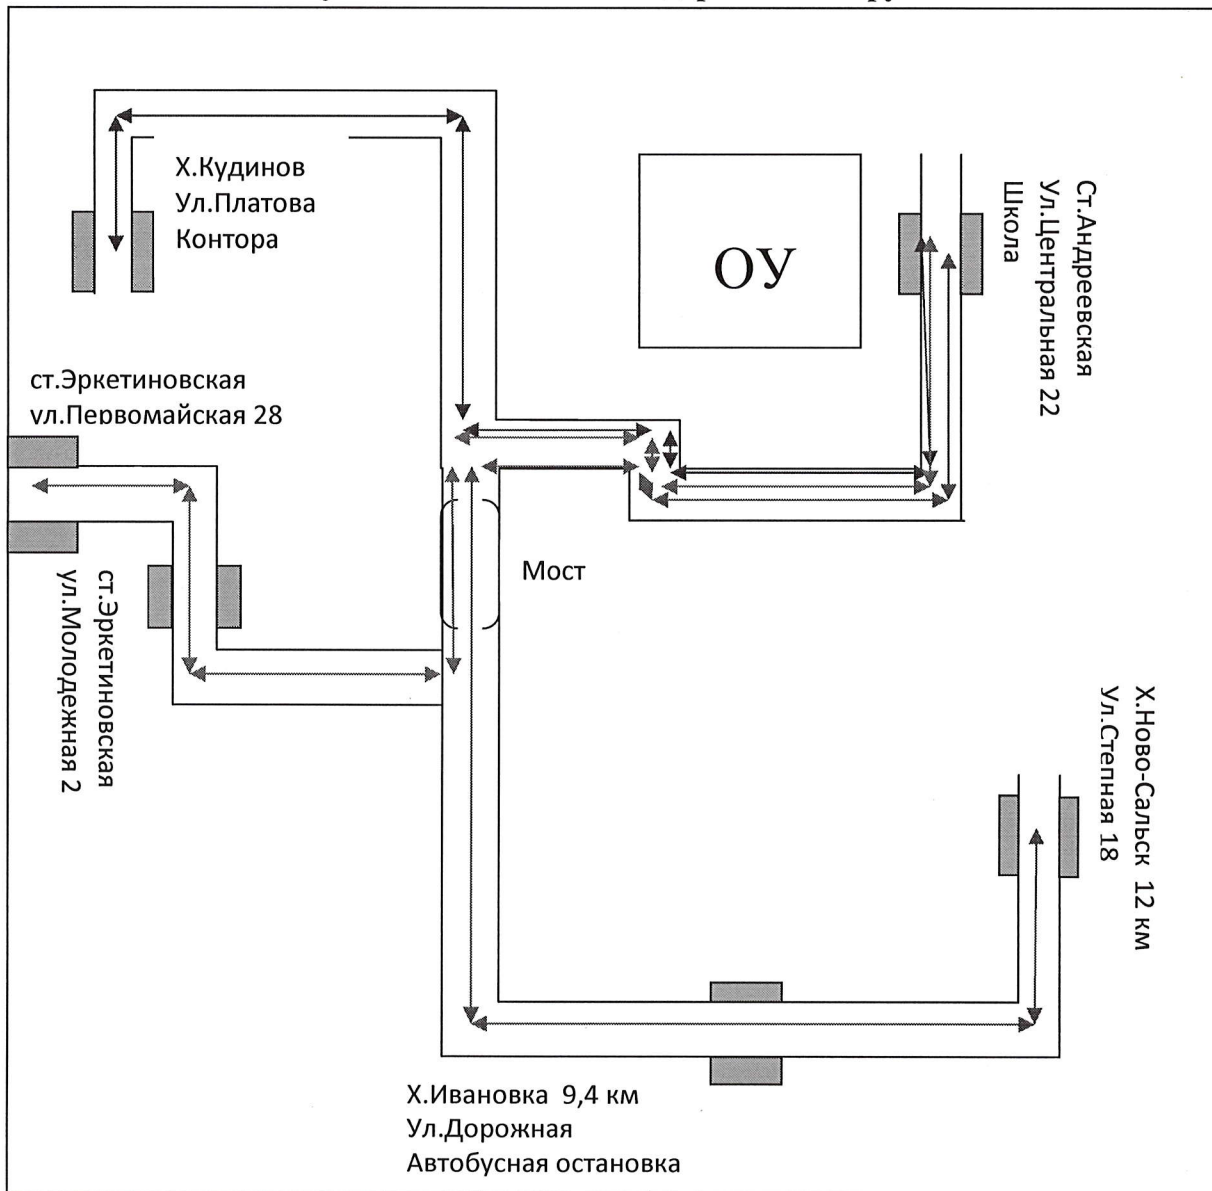 Х.Кудинов
Ул.Платова
Контора
ОУ
Ст.Андреевская
Ул.Центральная 22
Школа
ст.Эркетиновская
ул.Первомайская 28
Мост
ст.Эркетиновская
ул.Молодежная 2
Х.Ново-Сальск 12 км
Ул.Степная 18
Х.Ивановка 9,4 км
Ул.Дорожная
Автобусная остановка